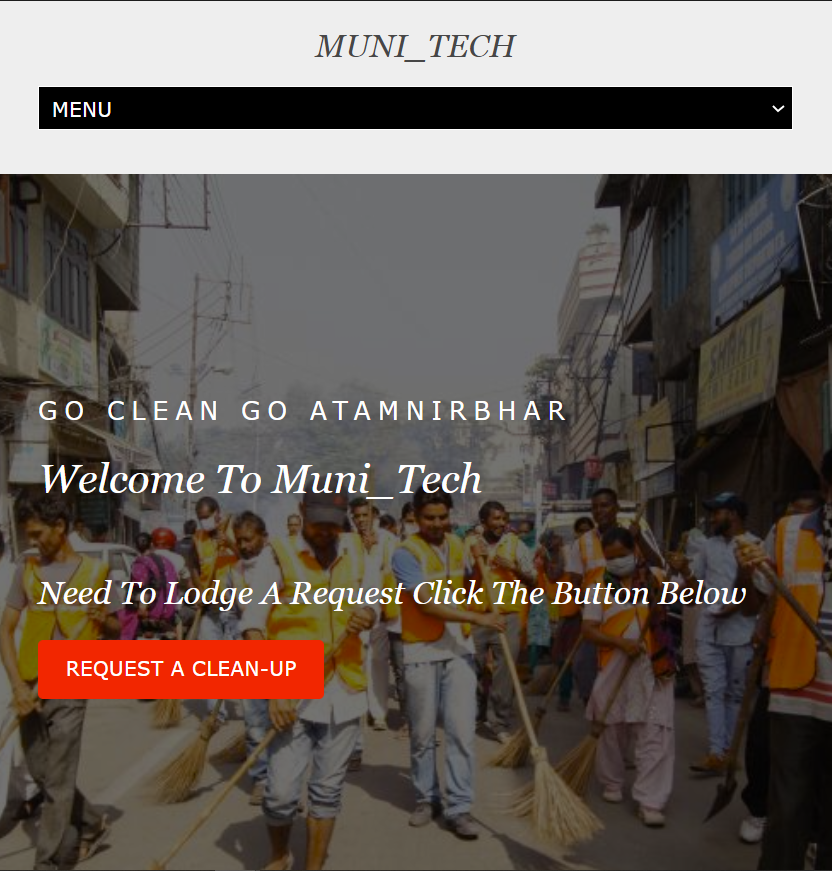 MUNI_TECH
MENU
GO CLEAN GO ATAMNIRBHAR
Welcome To Muni_Tech
Need To Lodge A Request Click The Button Below
REQUEST A CLEAN-UP